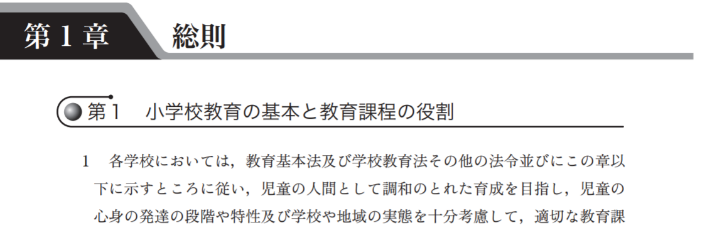 第1章 総則
第1 小学校教育の基本と教育課程の役割
1 各学校においては，教育基本法及び学校教育法その他の法令並びにこの章以
下に示すところに従い，児童の人間として調和のとれた育成を目指し，児童の
心身の発達の段階や特性及び学校や地域の実態を十分考慮して，適切な教育課